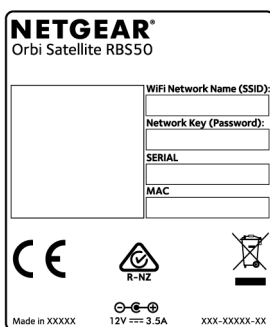 NETGEAR®
Orbi Satellite RBS50
WiFi Network Name (SSID):
Network Key (Password):
SERIAL
MAC
CE
R-NZ
12V ⎓ 3.5A
Made in XXXXX
XXX-XXXXX-XX